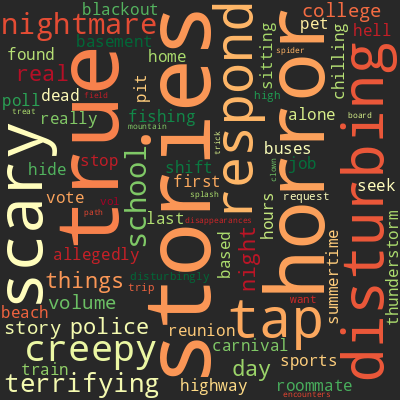 blackout
college
nightmare
pet
hell
basement
sitting
chilling
found
home
real
spider
stories
true
respond
horror
disturbing
poll
dead
pit
field
high
treat
really
fishing
alone
board
mountain
scary
stop
school
trick
buses
hide
shift
job
clown
first
splash
request
seek
vote
vol
last
path
disappearances
hours
night
based
summertime
thunderstorm
allegedly
things
disturbingly
trip
volume
want
beach
tap
story
police
reunion
creepy
carnival
sports
train
day
terrifying
highway
roommate
encounters